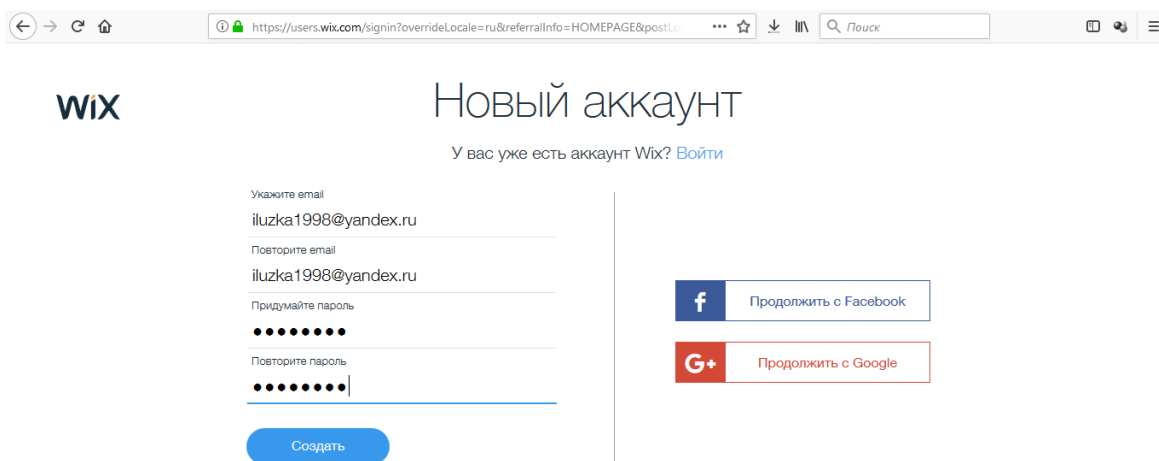 https://users.wix.com/signin?overrideLocale=ru&referralInfo=HOMEPAGE&postLo
Поиск
WiX
Новый аккаунт
У вас уже есть аккаунт Wix? Войти
Укажите email
iluzka1998@yandex.ru
Повторите email
iluzka1998@yandex.ru
Придумайте пароль
●●●●●●●●
Повторите пароль
●●●●●●●●
Создать
f Продолжить с Facebook
G+ Продолжить с Google